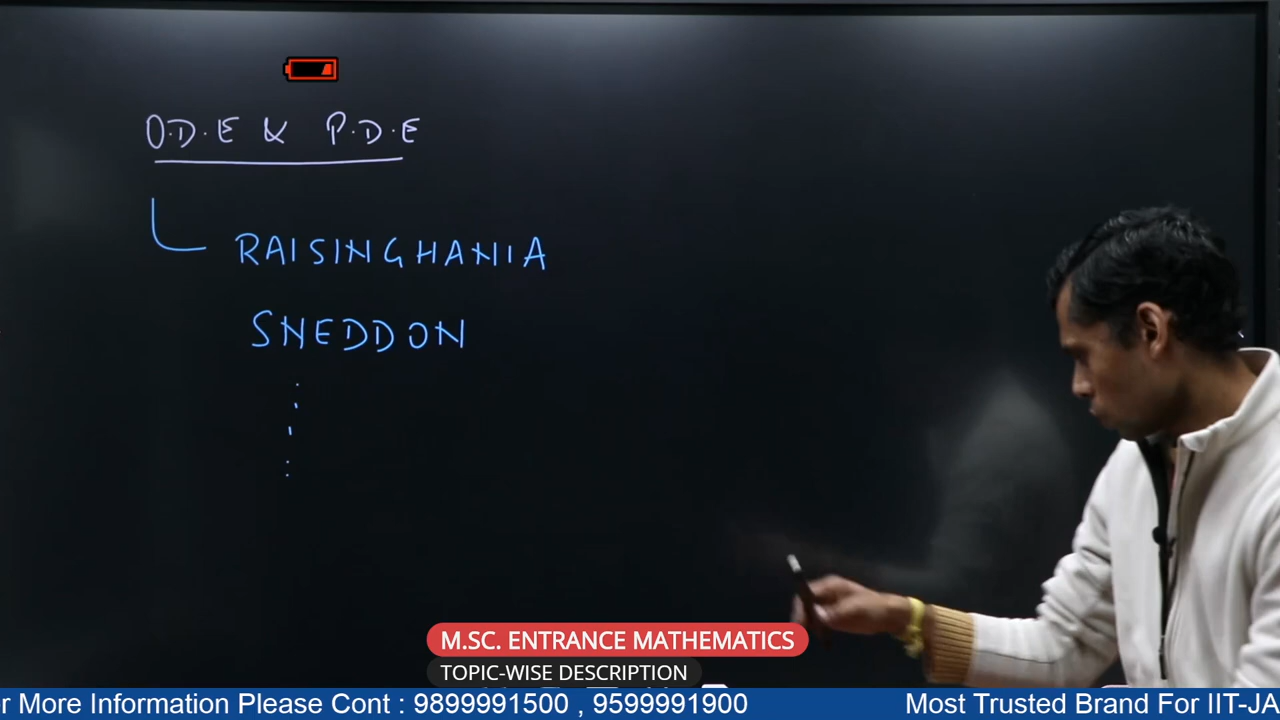 O.D.E & P.D.E
RAISINGHANIA
SNEDDON
M.SC. ENTRANCE MATHEMATICS
TOPIC-WISE DESCRIPTION
r More Information Please Cont : 9899991500 , 9599991900 Most Trusted Brand For IIT-JA